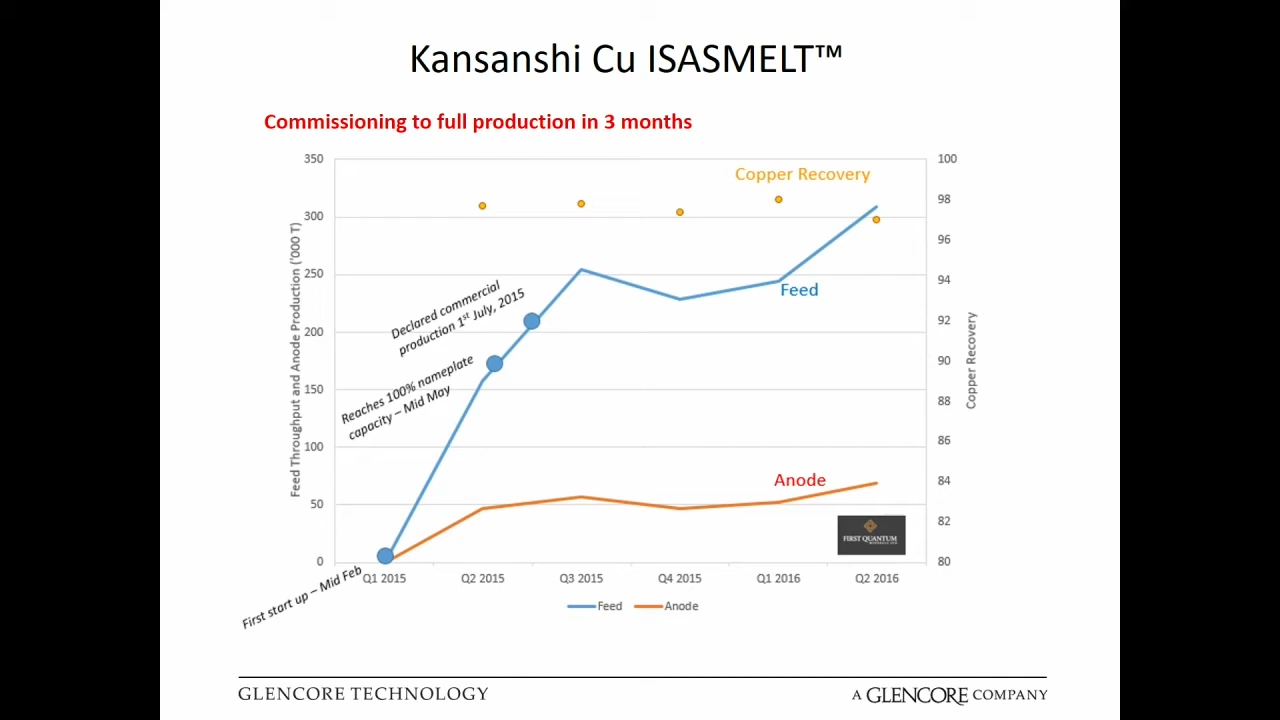 Kansanshi Cu ISASMELT™
Commissioning to full production in 3 months
350
300
250
200
150
100
50
0
Feed Throughput and Anode Production ('000 T)
100
98
96
94
92
90
88
86
84
82
80
Copper Recovery
Copper Recovery
Feed
Anode
Declared commercial
production 1st July, 2015
Reaches 100% nameplate
capacity – Mid May
First start up – Mid Feb
Q1 2015
Q2 2015
Q3 2015
Q4 2015
Q1 2016
Q2 2016
Feed
Anode
FIRST QUANTUM
GLENCORE TECHNOLOGY
A GLENCORE COMPANY